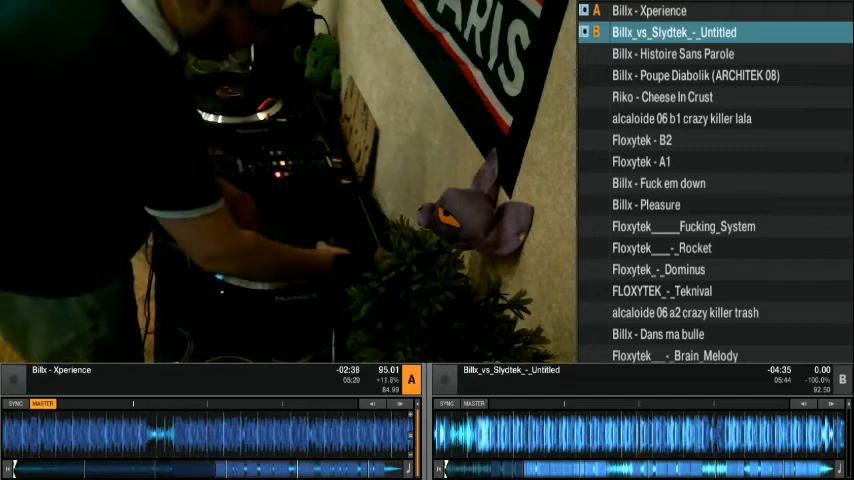 PARIS
A Billx - Xperience
B Billx_vs_Slydtek_-_Untitled
Billx - Histoire Sans Parole
Billx - Poupe Diabolik (ARCHITEK 08)
Riko - Cheese In Crust
alcaloide 06 b1 crazy killer lala
Floxytek - B2
Floxytek - A1
Billx - Fuck em down
Billx - Pleasure
Floxytek_____Fucking_System
Floxytek___-_Rocket
Floxytek_-_Dominus
FLOXYTEK_-_Teknival
alcaloide 06 a2 crazy killer trash
Billx - Dans ma bulle
Floxytek__-_Brain_Melody
Billx - Xperience -02:38 95.01
05:29 +11.8%
84.99
A
SYNC MASTER
Billx_vs_Slydtek_-_Untitled -04:35 0.00
05:44 -100.0%
92.50
B
SYNC MASTER